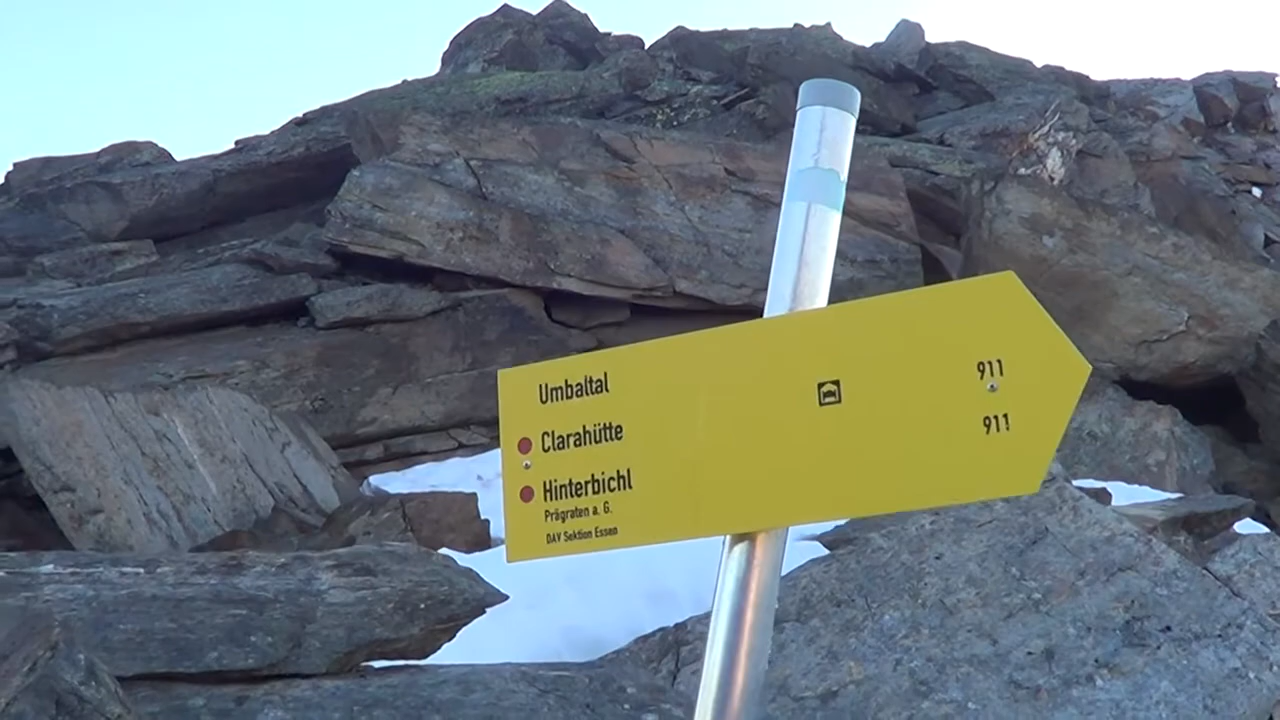 Umbaltal
Clarahütte 911
Hinterbichl 911
Prägraten a. G.
DAV Sektion Essen